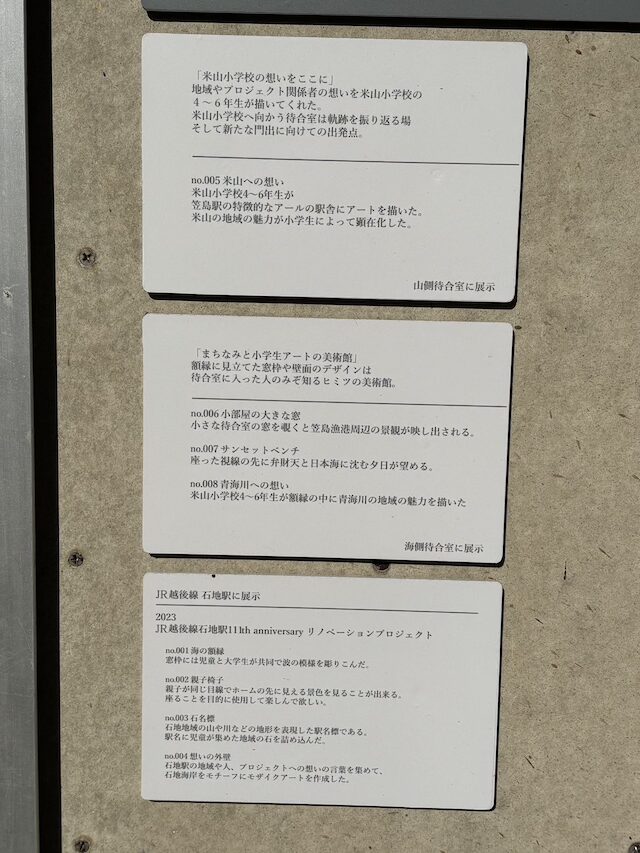 「米山小学校の想いをここに」
地域やプロジェクト関係者の想いを米山小学校の
４～６年生が描いてくれた。
米山小学校へ向かう待合室は軌跡を振り返る場
そして新たな門出に向けての出発点。
no.005 米山への想い
米山小学校4～6年生が
笠島駅の特徴的なアールの駅舎にアートを描いた。
米山の地域の魅力が小学生によって顕在化した。
山側待合室に展示
「まちなみと小学生アートの美術館」
額縁に見立てた窓枠や壁面のデザインは
待合室に入った人のみぞ知るヒミツの美術館。
no.006 小部屋の大きな窓
小さな待合室の窓を覗くと笠島漁港周辺の景観が映し出される。
no.007 サンセットベンチ
座った視線の先に弁財天と日本海に沈む夕日が望める。
no.008 青海川への想い
米山小学校4～6年生が額縁の中に青海川の地域の魅力を描いた
海側待合室に展示
JR越後線 石地駅に展示
2023
JR越後線石地駅111th anniversary リノベーションプロジェクト
no.001 海の額縁
窓枠には児童と大学生が共同で波の模様を彫りこんだ。
no.002 親子椅子
親子が同じ目線でホームの先に見える景色を見ることが出来る。
座ることを目的に使用して楽しんで欲しい。
no.003 石名標
石地地域の山や川などの地形を表現した駅名標である。
駅名に児童が集めた地域の石を詰め込んだ。
no.004 想いの外壁
石地駅の地域や人、プロジェクトへの想いの言葉を集めて、
石地海岸をモチーフにモザイクアートを作成した。